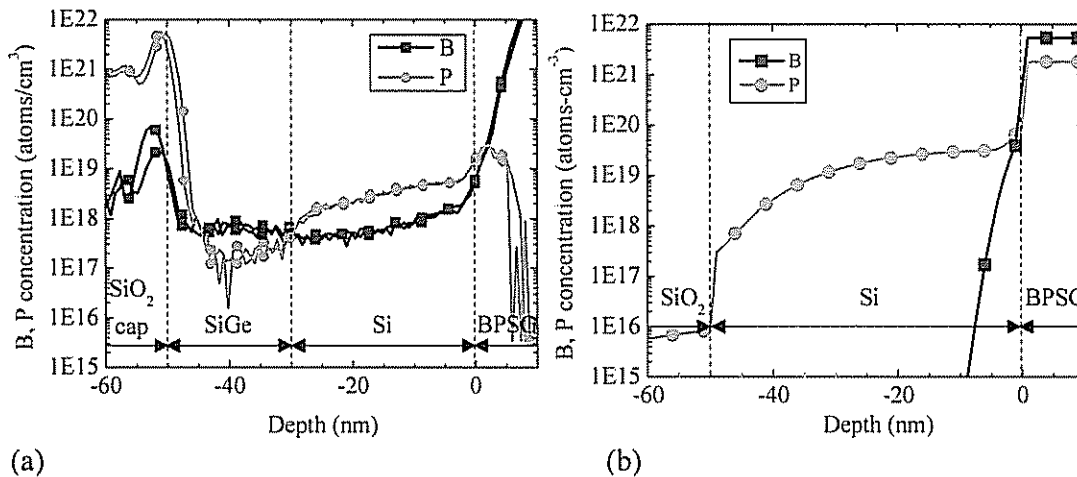 1E22
1E21
1E20
1E19
1E18
1E17
1E16
1E15
B, P concentration (atoms/cm³)
B
P
SiO₂
cap
SiGe
Si
BPSG
-60
-40
-20
0
Depth (nm)
(a)
1E22
1E21
1E20
1E19
1E18
1E17
1E16
1E15
B, P concentration (atoms-cm⁻³)
B
P
SiO₂
Si
BPSG
-60
-40
-20
0
Depth (nm)
(b)